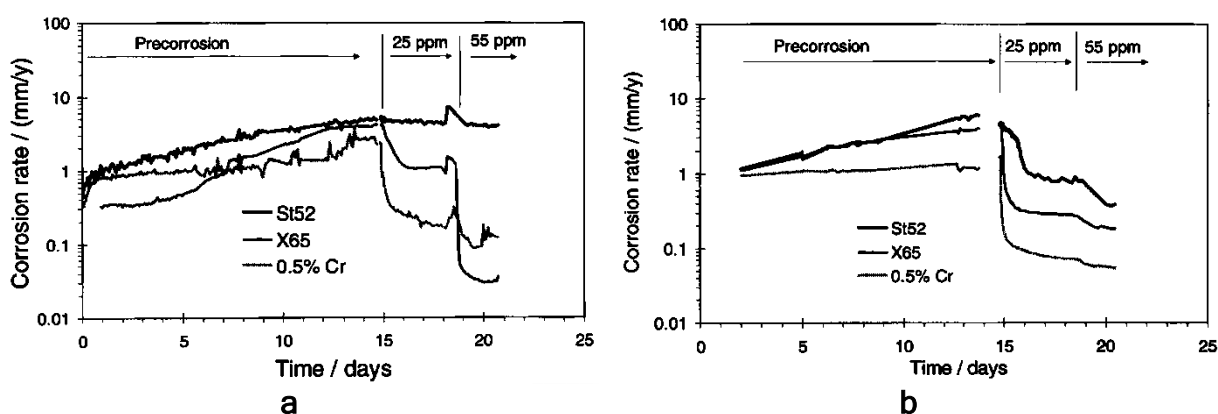 100
10
1
0.1
0.01
Corrosion rate / (mm/y)
Precorrosion
25 ppm
55 ppm
St52
X65
0.5% Cr
0 5 10 15 20 25
Time / days
a
100
10
1
0.1
0.01
Corrosion rate / (mm/y)
Precorrosion
25 ppm
55 ppm
St52
X65
0.5% Cr
0 5 10 15 20 25
Time / days
b